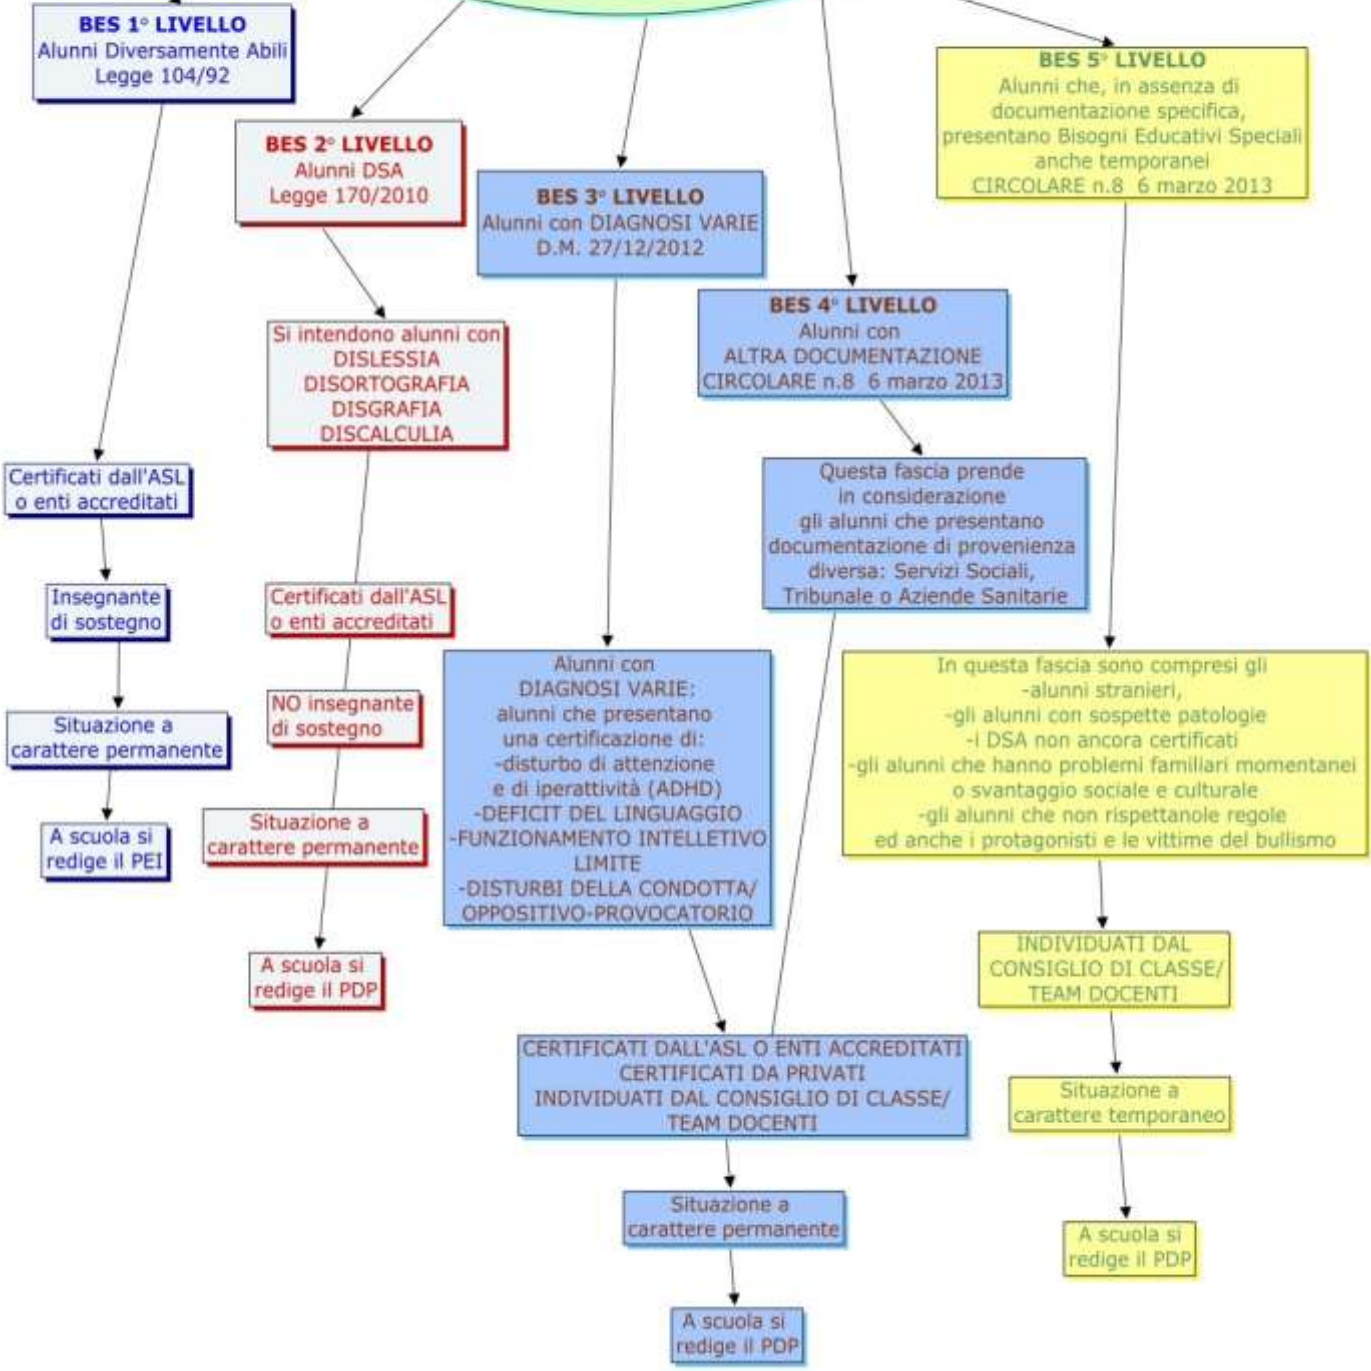 BES 1° LIVELLO
Alunni Diversamente Abili
Legge 104/92
Certificati dall'ASL
o enti accreditati
Insegnante
di sostegno
Situazione a
carattere permanente
A scuola si
redige il PEI
BES 2° LIVELLO
Alunni DSA
Legge 170/2010
Si intendono alunni con
DISLESSIA
DISORTOGRAFIA
DISGRAFIA
DISCALCULIA
Certificati dall'ASL
o enti accreditati
NO insegnante
di sostegno
Situazione a
carattere permanente
A scuola si
redige il PDP
BES 3° LIVELLO
Alunni con DIAGNOSI VARIE
D.M. 27/12/2012
Alunni con
DIAGNOSI VARIE:
alunni che presentano
una certificazione di:
-disturbo di attenzione
e di iperattività (ADHD)
-DEFICIT DEL LINGUAGGIO
-FUNZIONAMENTO INTELLETIVO
LIMITE
-DISTURBI DELLA CONDOTTA/
OPPOSITIVO-PROVOCATORIO
BES 4° LIVELLO
Alunni con
ALTRA DOCUMENTAZIONE
CIRCOLARE n.8 6 marzo 2013
Questa fascia prende
in considerazione
gli alunni che presentano
documentazione di provenienza
diversa: Servizi Sociali,
Tribunale o Aziende Sanitarie
CERTIFICATI DALL'ASL O ENTI ACCREDITATI
CERTIFICATI DA PRIVATI
INDIVIDUATI DAL CONSIGLIO DI CLASSE/
TEAM DOCENTI
Situazione a
carattere permanente
A scuola si
redige il PDP
BES 5° LIVELLO
Alunni che, in assenza di
documentazione specifica,
presentano Bisogni Educativi Speciali
anche temporanei
CIRCOLARE n.8 6 marzo 2013
In questa fascia sono compresi gli
-alunni stranieri,
-gli alunni con sospette patologie
-i DSA non ancora certificati
-gli alunni che hanno problemi familiari momentanei
o svantaggio sociale e culturale
-gli alunni che non rispettanole regole
ed anche i protagonisti e le vittime del bullismo
INDIVIDUATI DAL
CONSIGLIO DI CLASSE/
TEAM DOCENTI
Situazione a
carattere temporaneo
A scuola si
redige il PDP